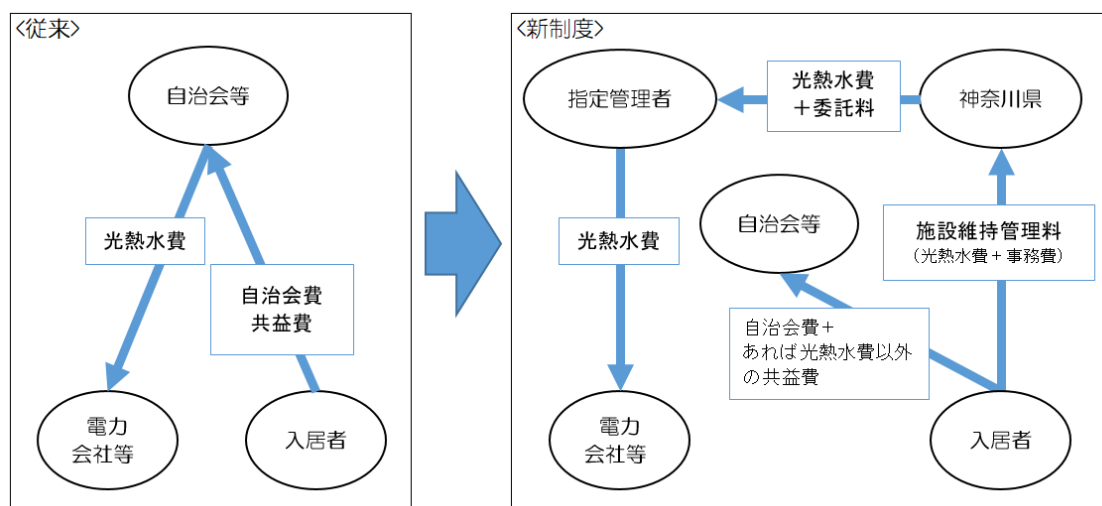 <従来>
自治会等
光熱水費
自治会費
共益費
電力
会社等
入居者
<新制度>
指定管理者
光熱水費
＋委託料
神奈川県
光熱水費
自治会等
施設維持管理料
（光熱水費＋事務費）
自治会費＋
あれば光熱水費以外
の共益費
電力
会社等
入居者